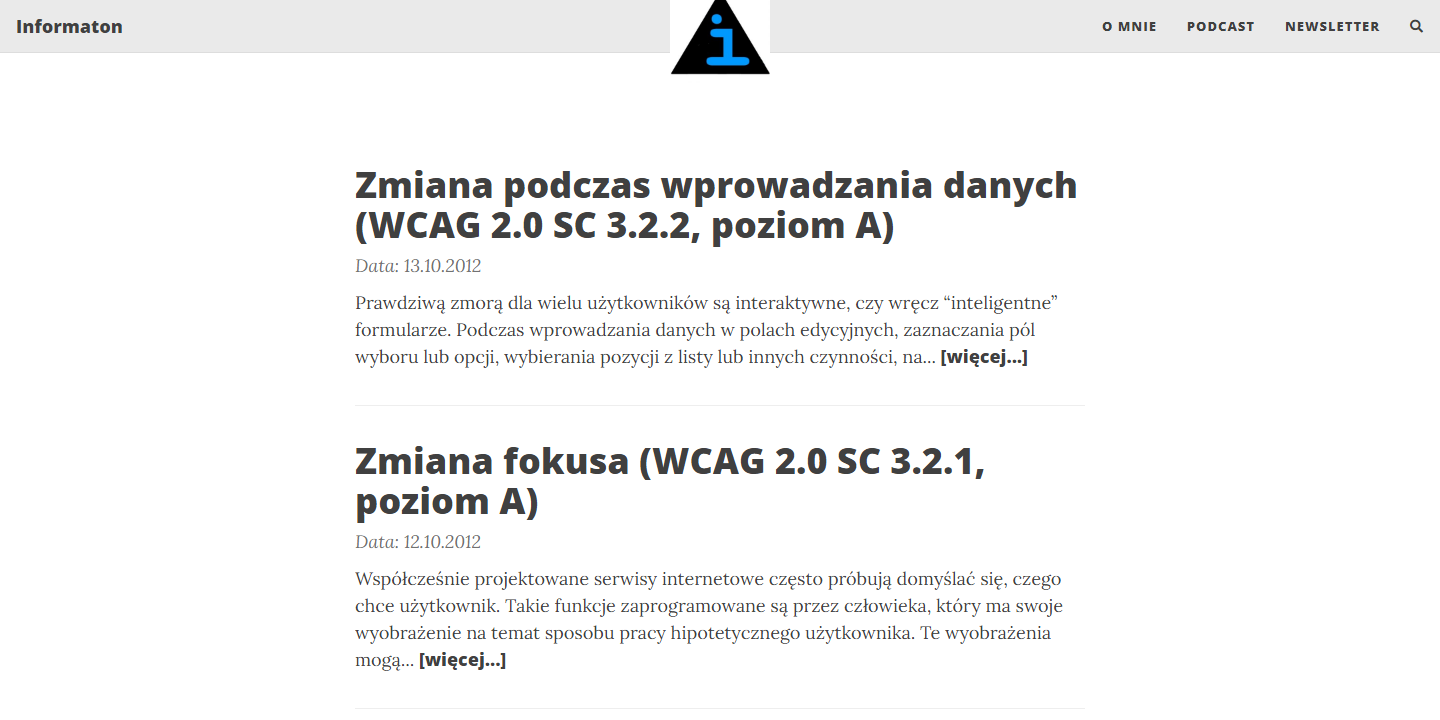 Informaton
i
O MNIE
PODCAST
NEWSLETTER
Zmiana podczas wprowadzania danych
(WCAG 2.0 SC 3.2.2, poziom A)
Data: 13.10.2012
Prawdziwą zmorą dla wielu użytkowników są interaktywne, czy wręcz “inteligentne”
formularze. Podczas wprowadzania danych w polach edycyjnych, zaznaczania pól
wyboru lub opcji, wybierania pozycji z listy lub innych czynności, na... [więcej...]
Zmiana fokusa (WCAG 2.0 SC 3.2.1,
poziom A)
Data: 12.10.2012
Współcześnie projektowane serwisy internetowe często próbują domyślać się, czego
chce użytkownik. Takie funkcje zaprogramowane są przez człowieka, który ma swoje
wyobrażenie na temat sposobu pracy hipotetycznego użytkownika. Te wyobrażenia
mogą... [więcej...]